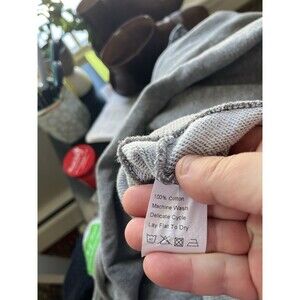 100% Cotton
Machine Wash
Delicate Cycle
Lay Flat To Dry